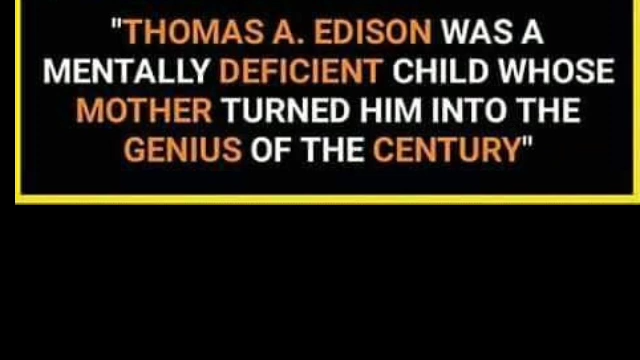 "THOMAS A. EDISON WAS A
MENTALLY DEFICIENT CHILD WHOSE
MOTHER TURNED HIM INTO THE
GENIUS OF THE CENTURY"